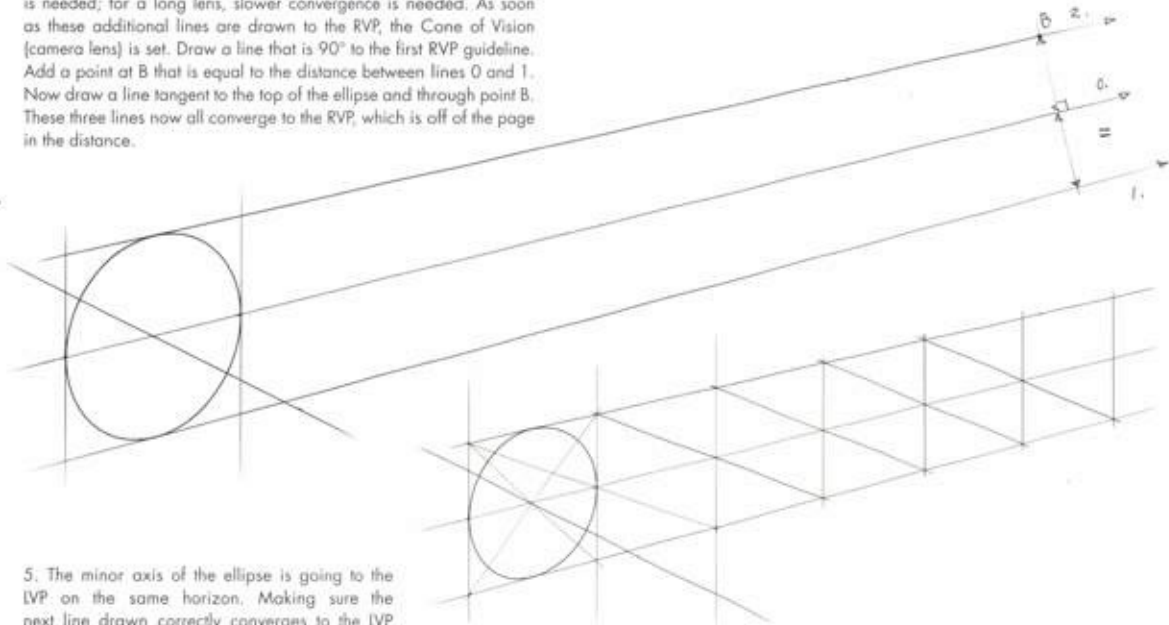 is needed; for a long lens, slower convergence is needed. As soon
as these additional lines are drawn to the RVP, the Cone of Vision
(camera lens) is set. Draw a line that is 90° to the first RVP guideline.
Add a point at B that is equal to the distance between lines 0 and 1.
Now draw a line tangent to the top of the ellipse and through point B.
These three lines now all converge to the RVP, which is off of the page
in the distance.
B 2.
0.
=
1.
5. The minor axis of the ellipse is going to the
LVP on the same horizon. Making sure the
next line drawn correctly converges to the LVP